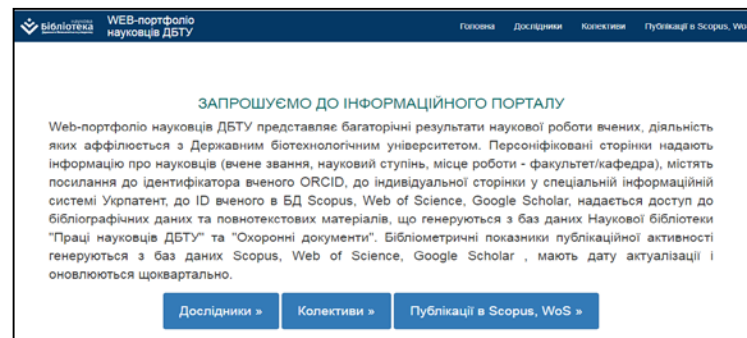 наукова
Бібліотека
WEB-портфоліо
науковців ДБТУ
Головна Дослідники Колективи Публікації в Scopus, Wo
ЗАПРОШУЄМО ДО ІНФОРМАЦІЙНОГО ПОРТАЛУ
Web-портфоліо науковців ДБТУ представляє багаторічні результати наукової роботи вчених, діяльність
яких аффілюється з Державним біотехнологічним університетом. Персоніфіковані сторінки надають
інформацію про науковців (вчене звання, науковий ступінь, місце роботи - факультет/кафедра), містять
посилання до ідентифікатора вченого ORCID, до індивідуальної сторінки у спеціальній інформаційній
системі Укрпатент, до ID вченого в БД Scopus, Web of Science, Google Scholar, надається доступ до
бібліографічних даних та повнотекстових матеріалів, що генеруються з баз даних Наукової бібліотеки
"Праці науковців ДБТУ" та "Охоронні документи". Бібліометричні показники публікаційної активності
генеруються з баз даних Scopus, Web of Science, Google Scholar , мають дату актуалізації і
оновлюються щоквартально.
Дослідники » Колективи » Публікації в Scopus, WoS »